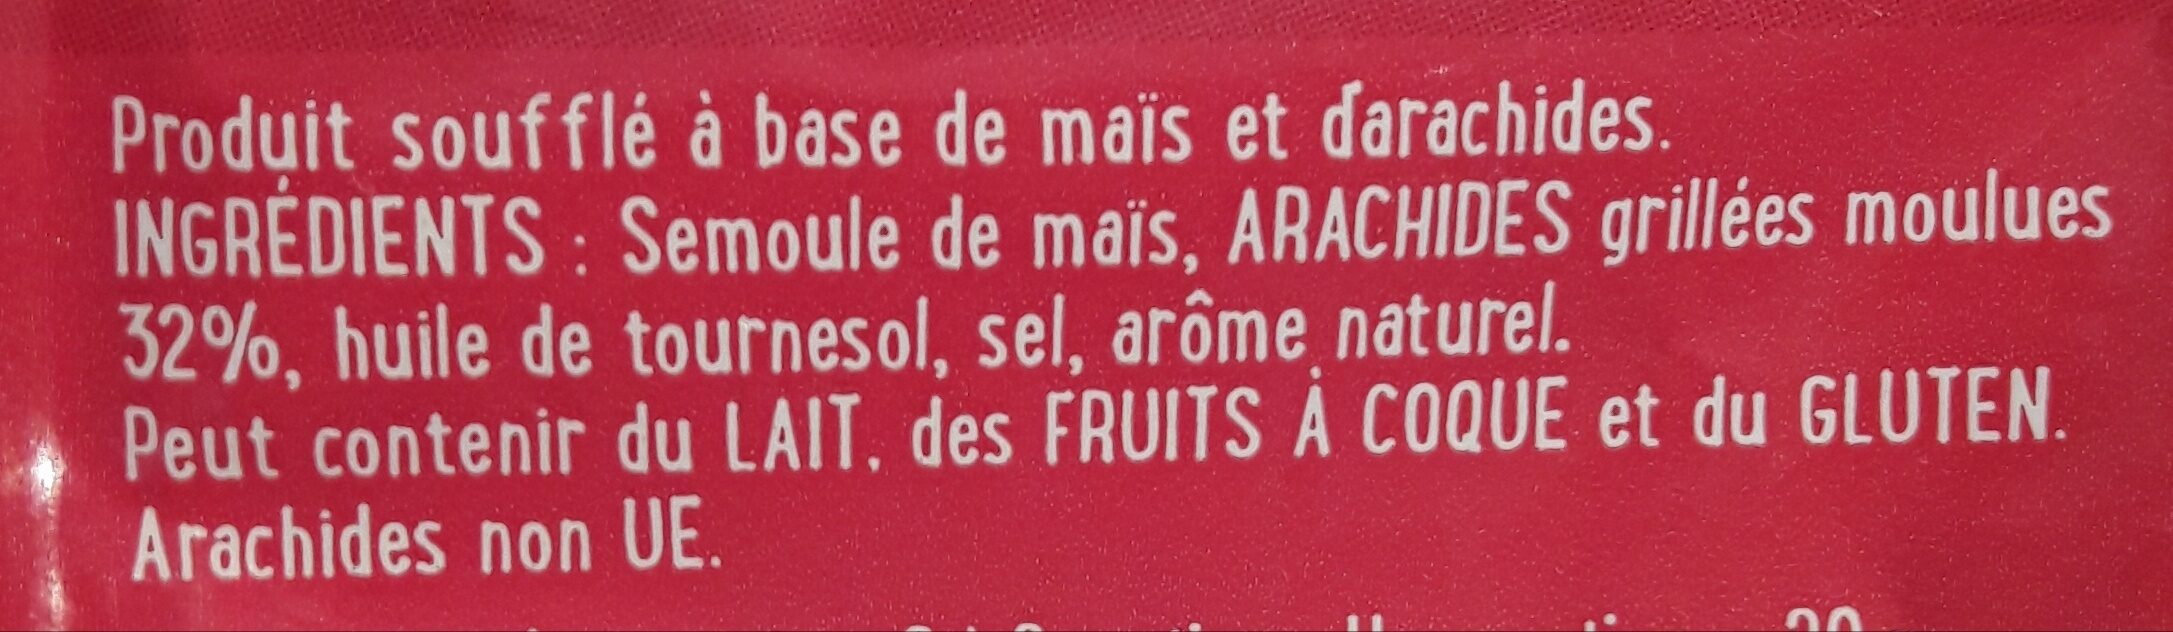 Produit soufflé à base de maïs et d'arachides.
INGRÉDIENTS : Semoule de maïs, ARACHIDES grillées moulues
32%, huile de tournesol, sel, arôme naturel.
Peut contenir du LAIT, des FRUITS À COQUE et du GLUTEN.
Arachides non UE.